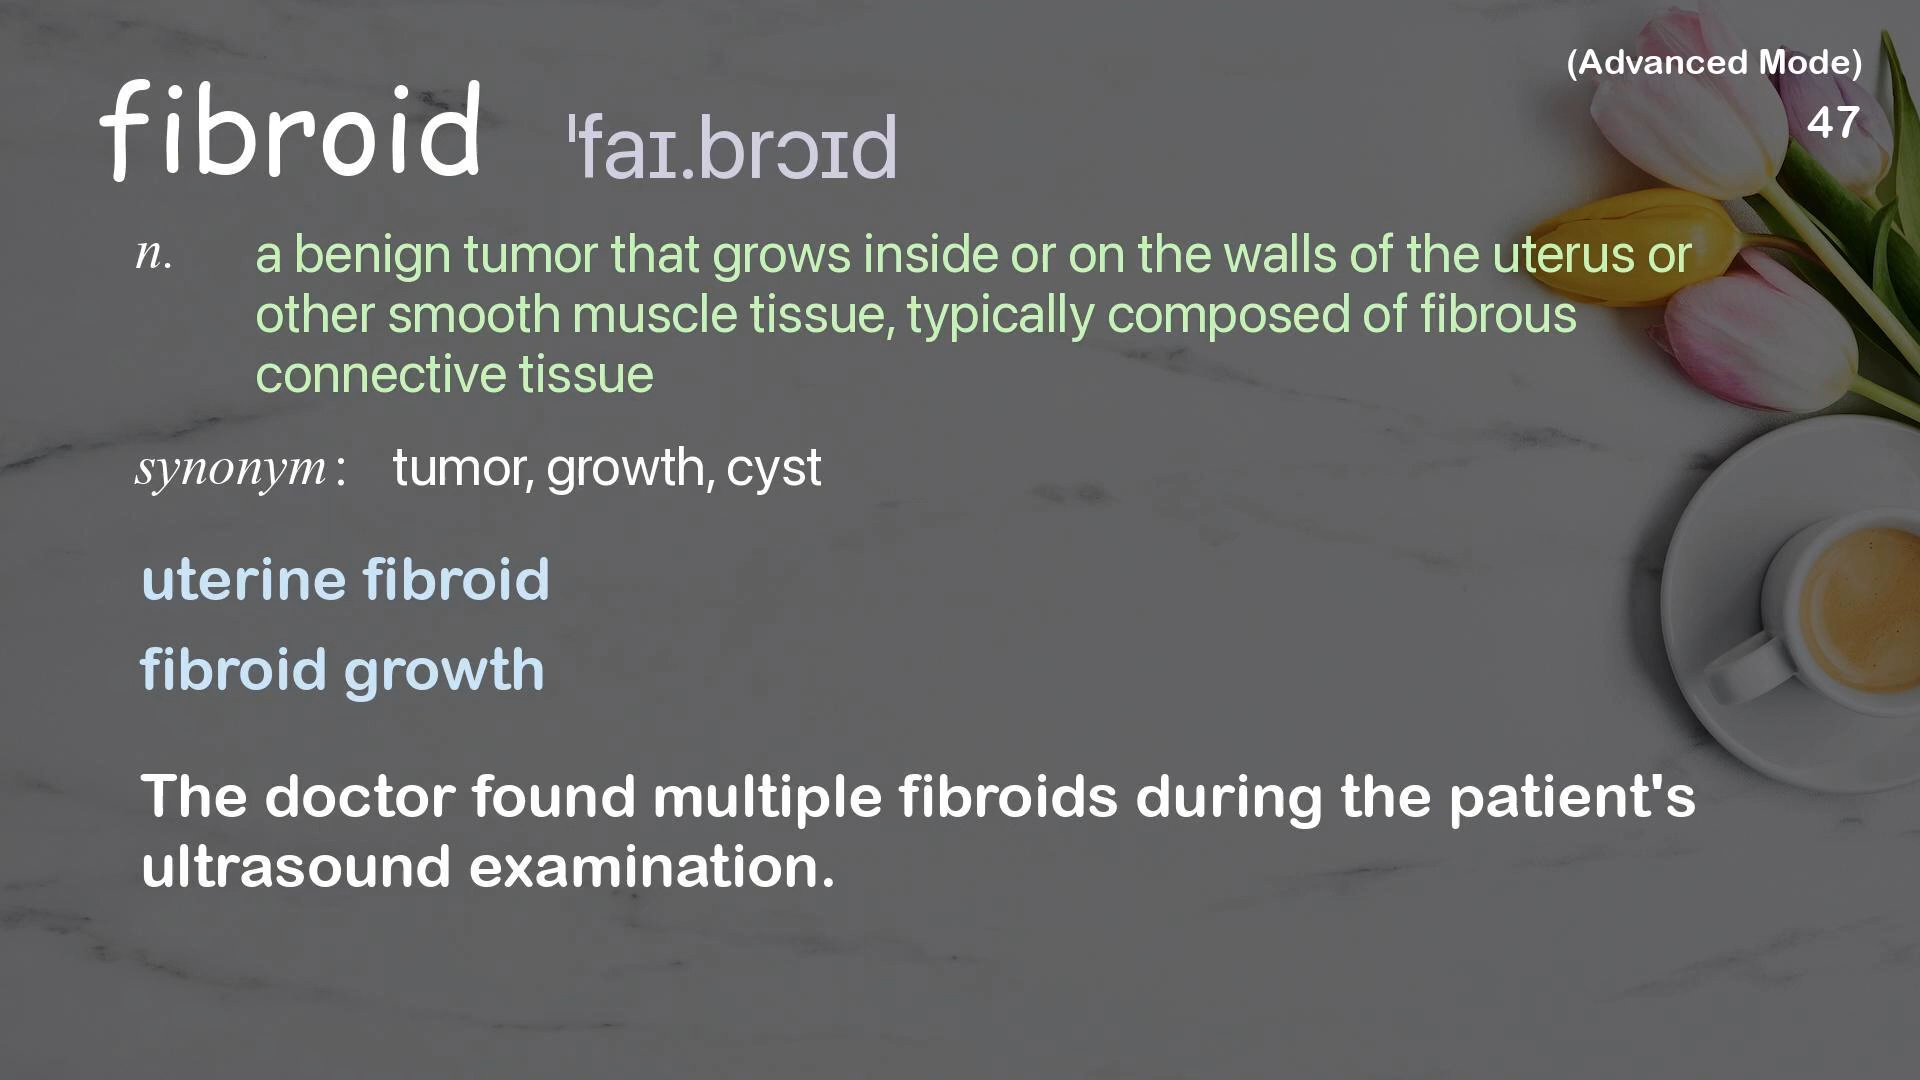 (Advanced Mode)
47
fibroid ˈfaɪ.brɔɪd
n. a benign tumor that grows inside or on the walls of the uterus or
other smooth muscle tissue, typically composed of fibrous
connective tissue
synonym: tumor, growth, cyst
uterine fibroid
fibroid growth
The doctor found multiple fibroids during the patient's
ultrasound examination.